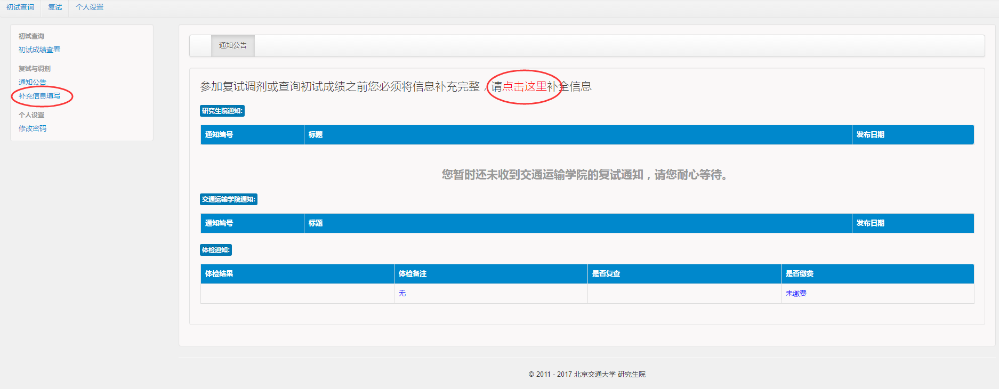 初试查询 复试 个人设置
初试查询
初试成绩查看
复试与调剂
通知公告
补充信息填写
个人设置
修改密码
通知公告
参加复试调剂或查询初试成绩之前您必须将信息补充完整，请点击这里补全信息
研究生院通知:
通知编号 标题 发布日期
您暂时还未收到交通运输学院的复试通知，请您耐心等待。
交通运输学院通知:
通知编号 标题 发布日期
体检通知:
体检结果 体检备注 是否复查 是否缴费
无 未缴费
© 2011 - 2017 北京交通大学 研究生院